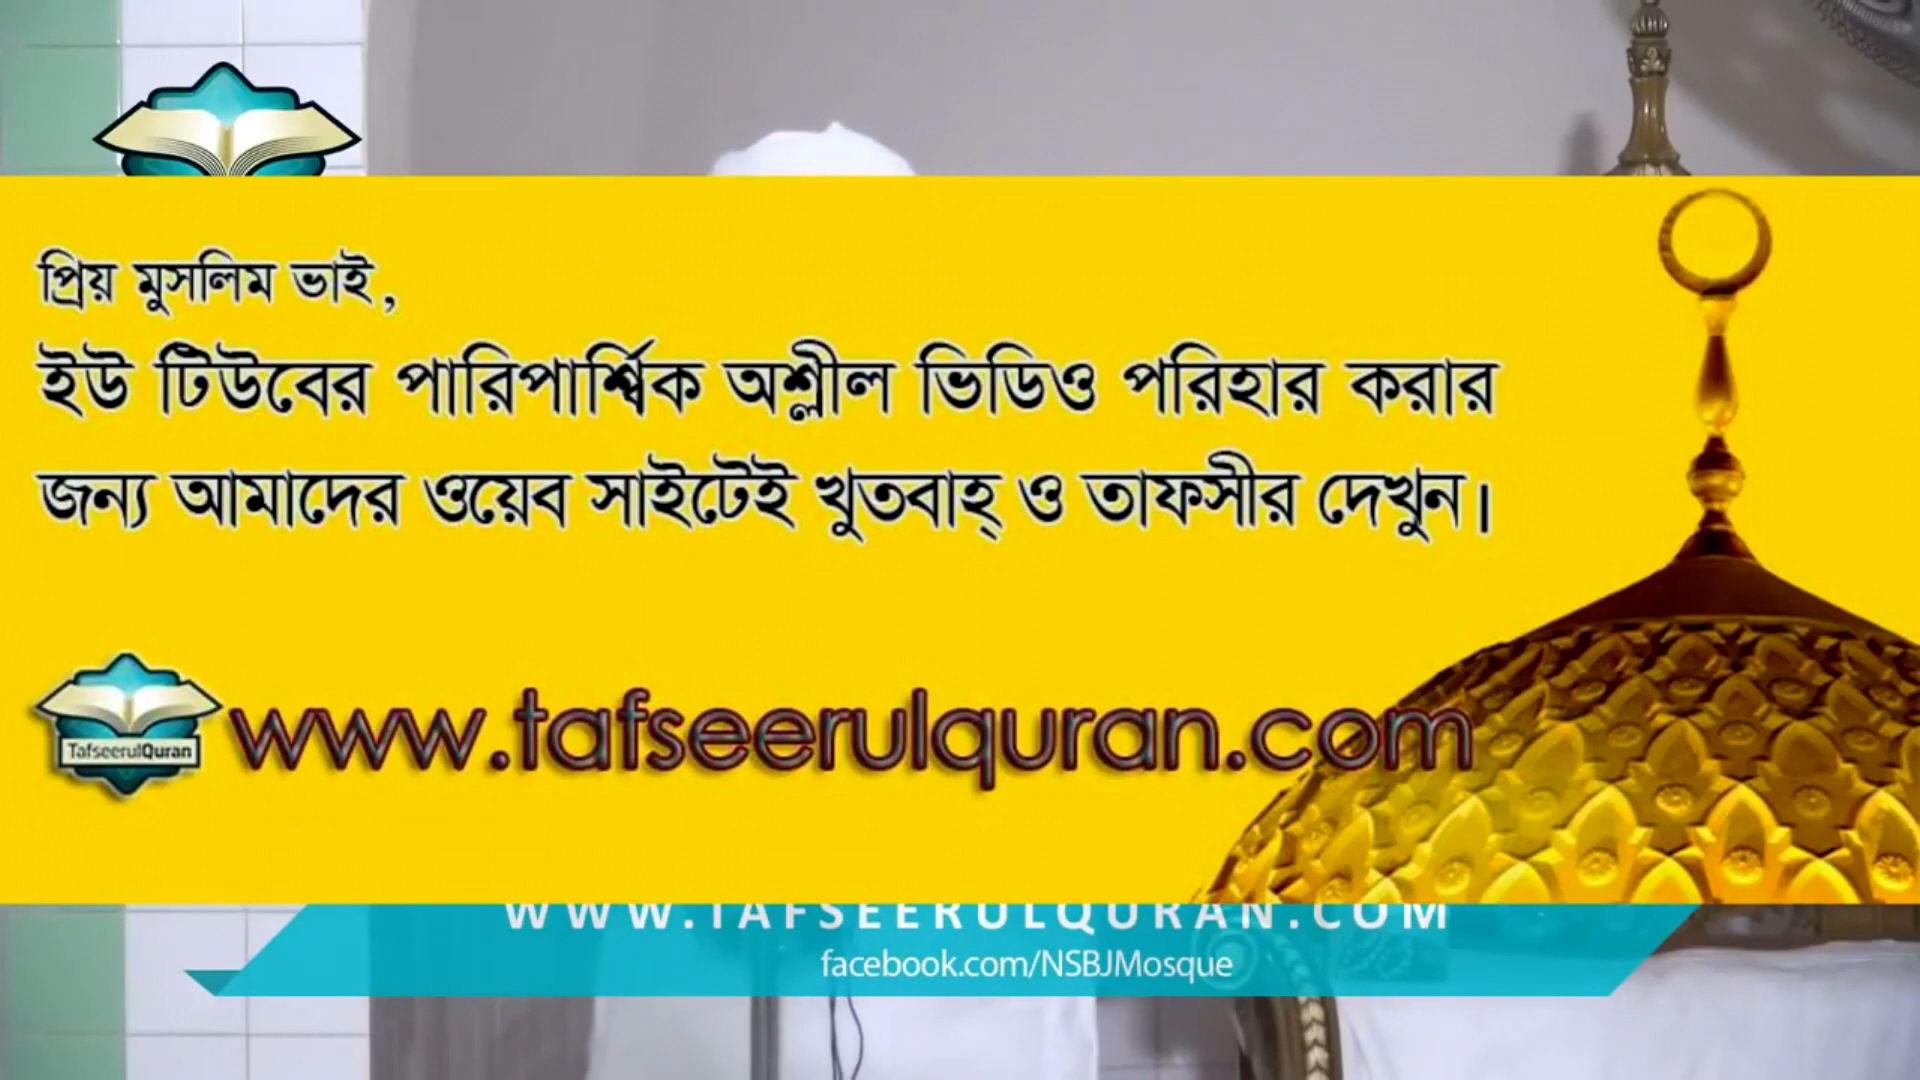 প্রিয় মুসলিম ভাই,
ইউ টিউবের পারিপার্শ্বিক অশ্লীল ভিডিও পরিহার করার
জন্য আমাদের ওয়েব সাইটেই খুতবাহ্ ও তাফসীর দেখুন।
TafseerulQuran
www.tafseerulquran.com
WWW.TAFSEERULQURAN.COM
facebook.com/NSBJMosque